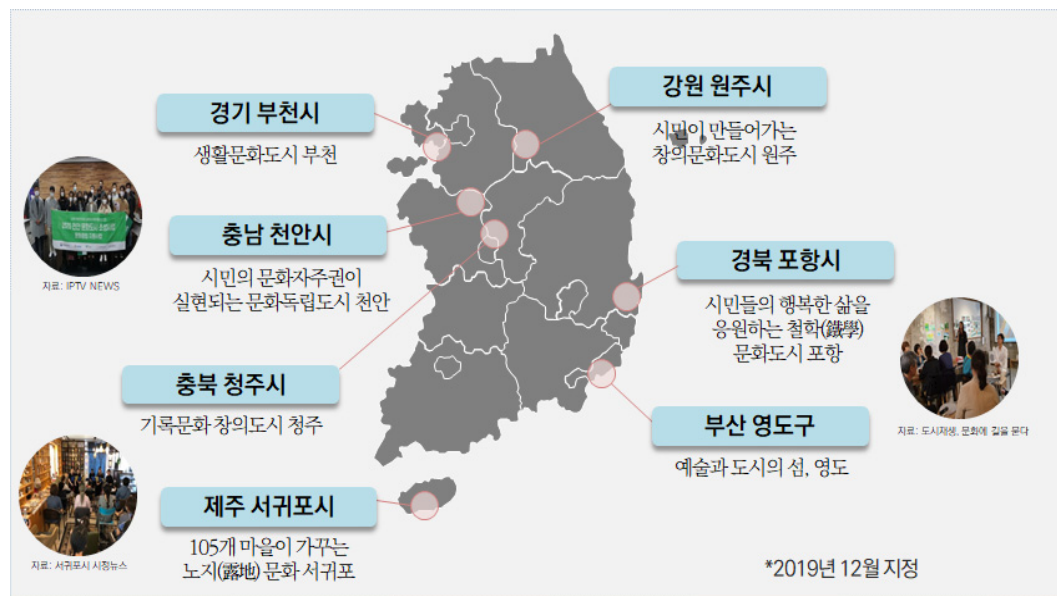 경기 부천시
생활문화도시 부천
강원 원주시
시민이 만들어가는
창의문화도시 원주
자료: IPTV NEWS
충남 천안시
시민의 문화자주권이
실현되는 문화독립도시 천안
경북 포항시
시민들의 행복한 삶을
응원하는 철학(鐵學)
문화도시 포항
자료: 도시재생, 문화에 길을 묻다
충북 청주시
기록문화 창의도시 청주
부산 영도구
예술과 도시의 섬, 영도
자료: 서귀포시 시정뉴스
제주 서귀포시
105개 마을이 가꾸는
노지(露地) 문화 서귀포
*2019년 12월 지정